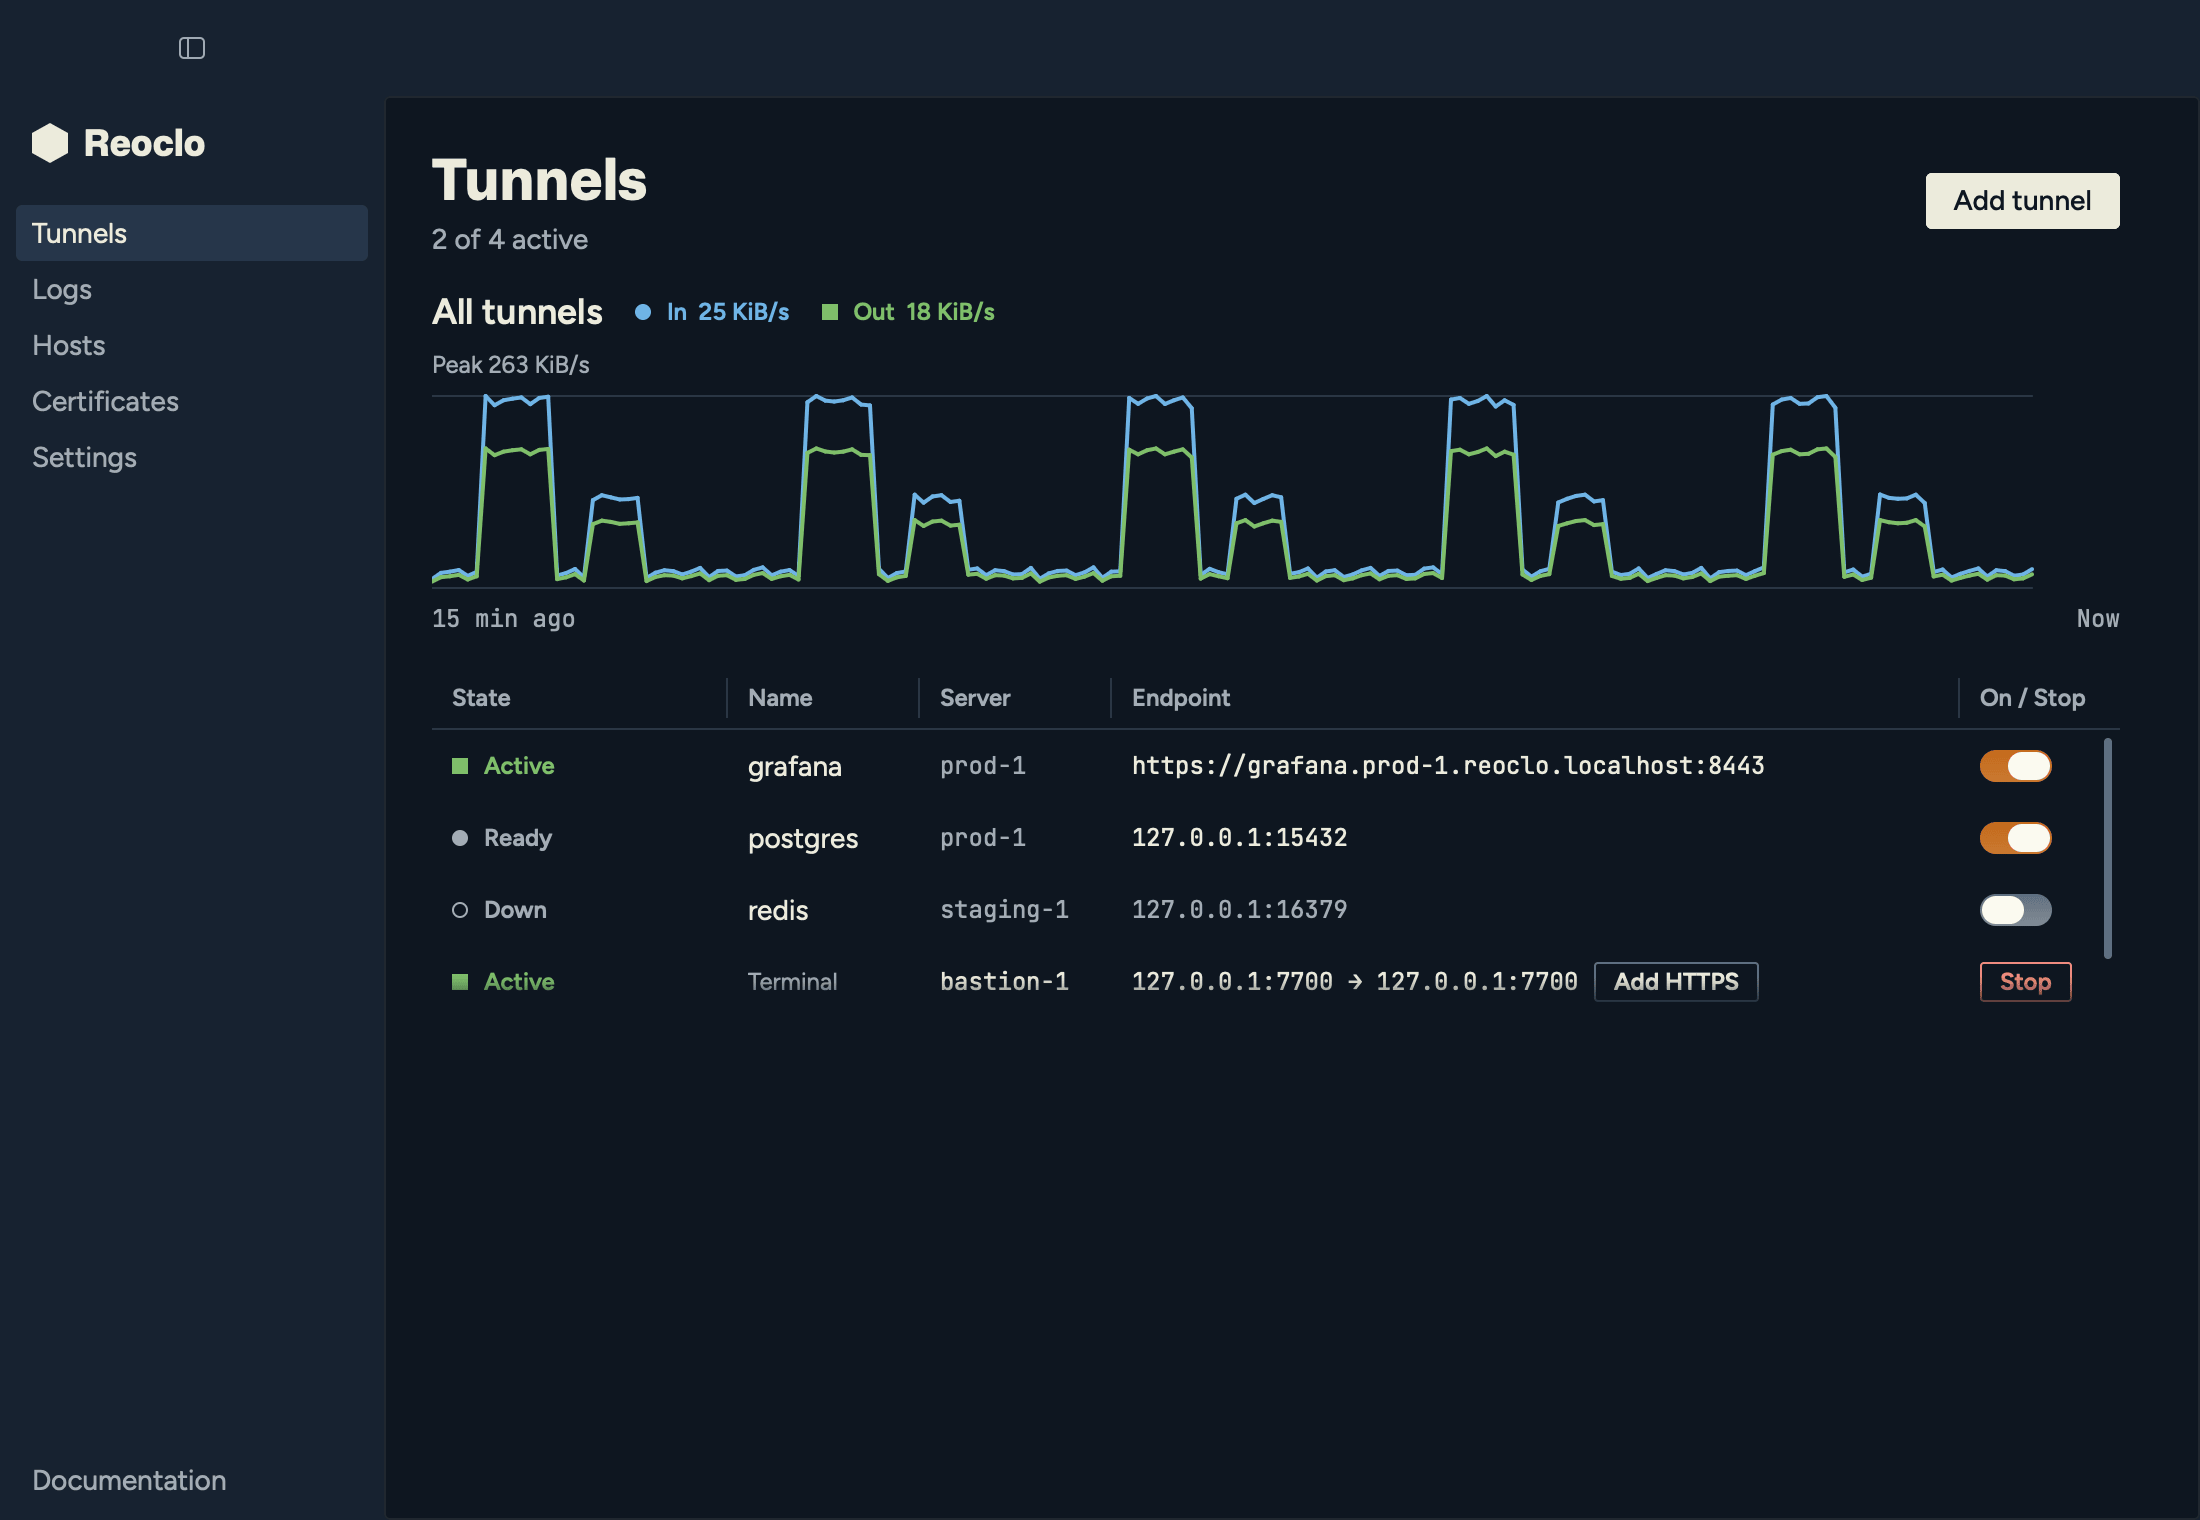 Reoclo
Tunnels
Logs
Hosts
Certificates
Settings
Documentation
Tunnels
2 of 4 active
Add tunnel
All tunnels In 25 KiB/s Out 18 KiB/s
Peak 263 KiB/s
15 min ago Now
State Name Server Endpoint On / Stop
Active grafana prod-1 https://grafana.prod-1.reoclo.localhost:8443
Ready postgres prod-1 127.0.0.1:15432
Down redis staging-1 127.0.0.1:16379
Active Terminal bastion-1 127.0.0.1:7700 → 127.0.0.1:7700 Add HTTPS Stop